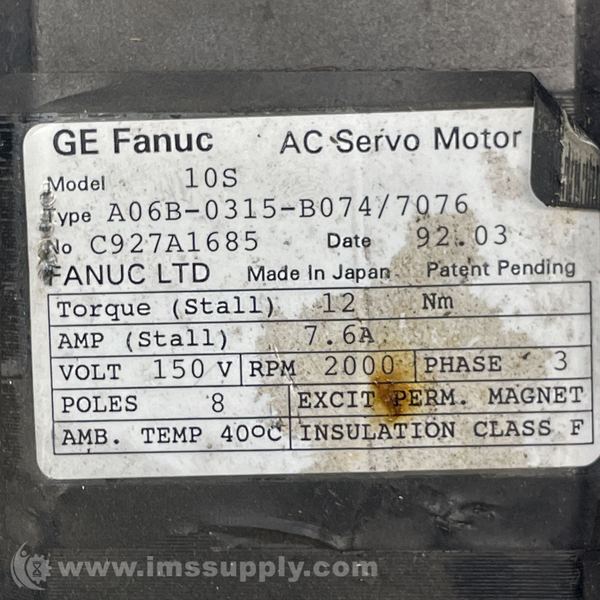 GE Fanuc AC Servo Motor
Model 10S
Type A06B-0315-B074/7076
No C927A1685 Date 92.03
FANUC LTD Made in Japan Patent Pending
Torque (Stall) 12 Nm
AMP (Stall) 7.6A
VOLT 150 V RPM 2000 PHASE 3
POLES 8 EXCIT PERM. MAGNET
AMB. TEMP 40°C INSULATION CLASS F
www.imssupply.com